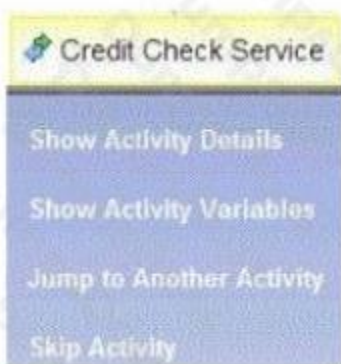 Credit Check Service
Show Activity Details
Show Activity Variables
Jump to Another Activity
Skip Activity